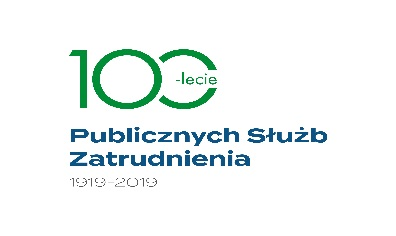 100-lecie
Publicznych Służb
Zatrudnienia
1919-2019